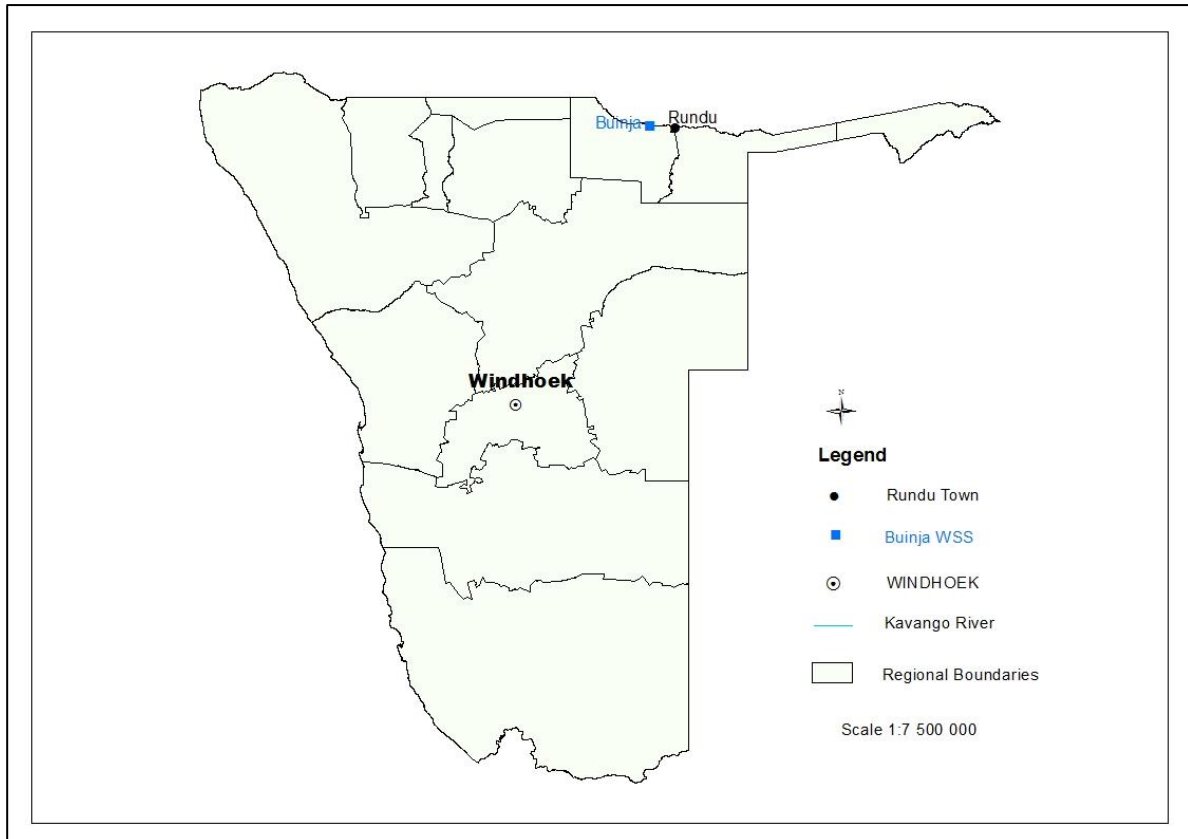 Buinja
Rundu
Windhoek
N
Legend
Rundu Town
Buinja WSS
WINDHOEK
Kavango River
Regional Boundaries
Scale 1:7 500 000